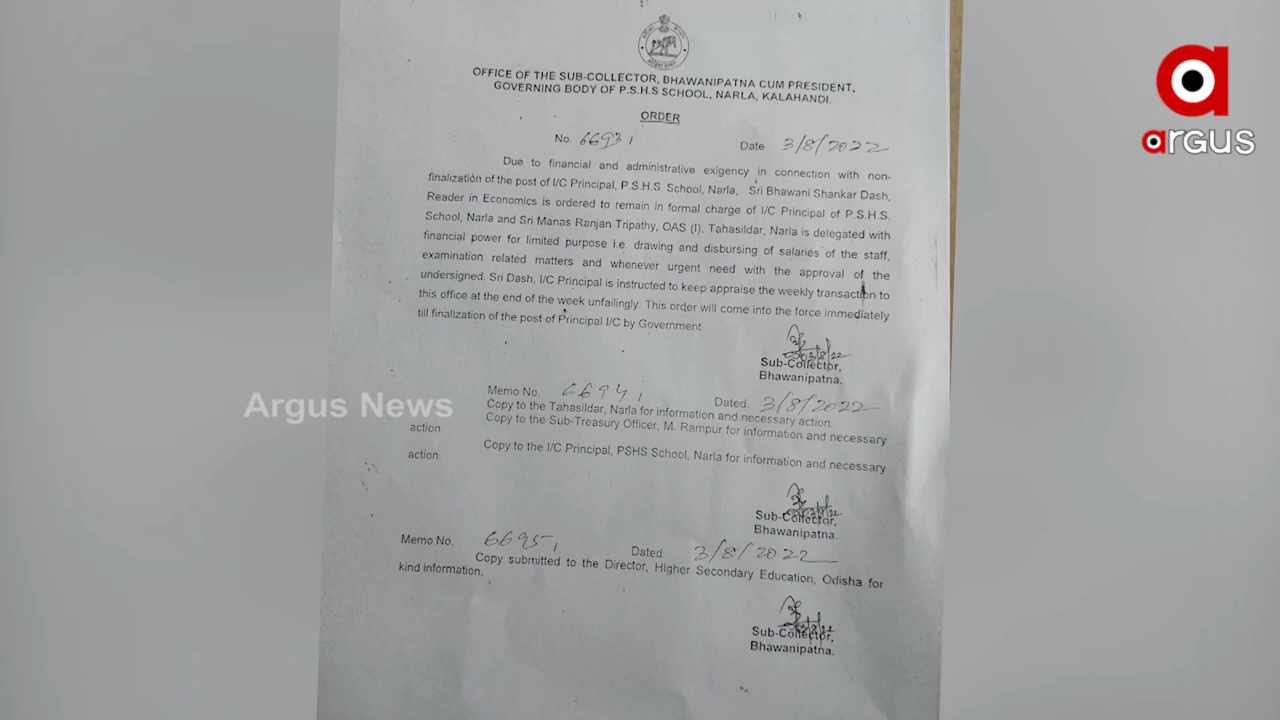 OFFICE OF THE SUB-COLLECTOR, BHAWANIPATNA CUM PRESIDENT,
GOVERNING BODY OF P.S.H.S SCHOOL, NARLA, KALAHANDI.
argus
ORDER
No. 6693 Date 3/8/2022
Due to financial and administrative exigency in connection with non-
finalization of the post of I/C Principal, P.S.H.S. School, Narla, Sri Bhawani Shankar Dash,
Reader in Economics is ordered to remain in formal charge of I/C Principal of P.S.H.S.
School, Narla and Sri Manas Ranjan Tripathy, OAS (I), Tahasildar, Narla is delegated with
financial power for limited purpose i.e. drawing and disbursing of salaries of the staff,
examination related matters and whenever urgent need with the approval of the
undersigned. Sri Dash, I/C Principal is instructed to keep appraise the weekly transaction to
this office at the end of the week unfailingly. This order will come into the force immediately
till finalization of the post of Principal I/C by Government
Sub-Collector,
Bhawanipatna.
Argus News
Memo No. 6694 Dated. 3/8/2022
Copy to the Tahasildar, Narla for information and necessary action.
Copy to the Sub-Treasury Officer, M. Rampur for information and necessary
action.
Copy to the I/C Principal, PSHS School, Narla for information and necessary
action.
Sub-Collector,
Bhawanipatna.
Memo No. 6695 Dated. 3/8/2022
Copy submitted to the Director, Higher Secondary Education, Odisha for
kind information.
Sub-Collector,
Bhawanipatna.